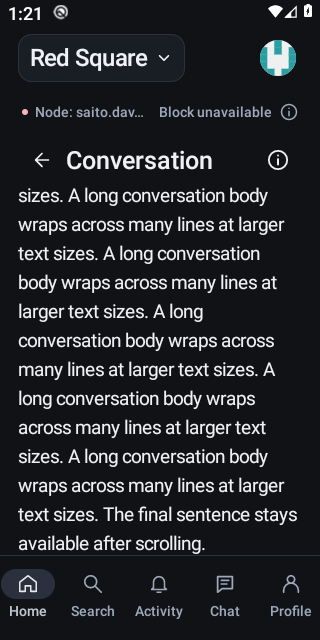 1:21
Red Square
Node: saito.dav... Block unavailable
Conversation
sizes. A long conversation body
wraps across many lines at larger
text sizes. A long conversation
body wraps across many lines at
larger text sizes. A long
conversation body wraps across
many lines at larger text sizes. A
long conversation body wraps
across many lines at larger text
sizes. A long conversation body
wraps across many lines at larger
text sizes. The final sentence stays
available after scrolling.
Home Search Activity Chat Profile